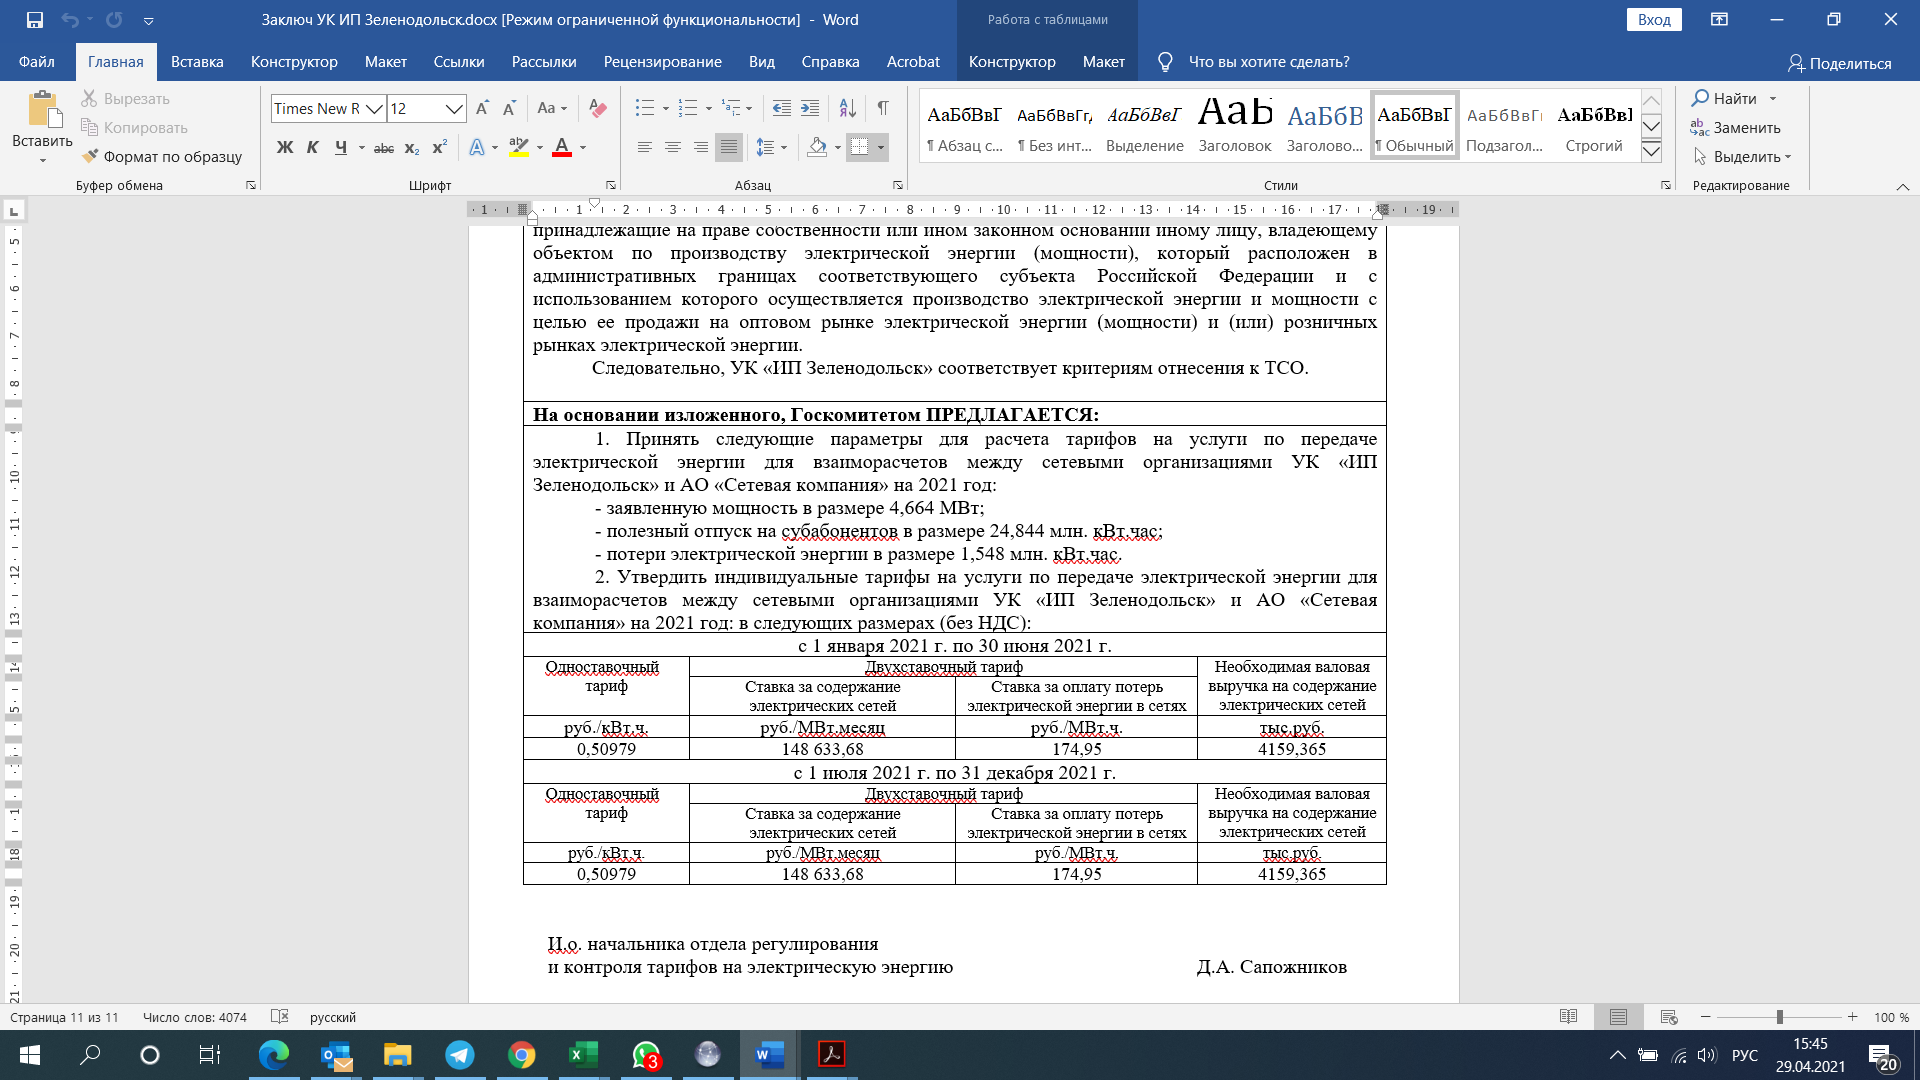 Заключ УК ИП Зеленодольск.docx [Режим ограниченной функциональности] - Word
Работа с таблицами
Вход
Файл
Главная
Вставка
Конструктор
Макет
Ссылки
Рассылки
Рецензирование
Вид
Справка
Acrobat
Конструктор
Макет
Что вы хотите сделать?
Поделиться
Вставить
Вырезать
Копировать
Формат по образцу
Буфер обмена
Times New R
12
Шрифт
Абзац
АаБбВвГ АаБбВвГг, АаБбВвГ АаБ АаБбВ АаБбВвГ АаБбВвГг АаБбВвI
¶ Абзац с... ¶ Без инт... Выделение Заголовок Заголово... ¶ Обычный Подзагол... Строгий
Стили
Найти
Заменить
Выделить
Редактирование
принадлежащие на праве собственности или ином законном основании иному лицу, владеющему
объектом по производству электрической энергии (мощности), который расположен в
административных границах соответствующего субъекта Российской Федерации и с
использованием которого осуществляется производство электрической энергии и мощности с
целью ее продажи на оптовом рынке электрической энергии (мощности) и (или) розничных
рынках электрической энергии.
Следовательно, УК «ИП Зеленодольск» соответствует критериям отнесения к ТСО.
На основании изложенного, Госкомитетом ПРЕДЛАГАЕТСЯ:
1. Принять следующие параметры для расчета тарифов на услуги по передаче
электрической энергии для взаиморасчетов между сетевыми организациями УК «ИП
Зеленодольск» и АО «Сетевая компания» на 2021 год:
- заявленную мощность в размере 4,664 МВт;
- полезный отпуск на субабонентов в размере 24,844 млн. кВт.час;
- потери электрической энергии в размере 1,548 млн. кВт.час.
2. Утвердить индивидуальные тарифы на услуги по передаче электрической энергии для
взаиморасчетов между сетевыми организациями УК «ИП Зеленодольск» и АО «Сетевая
компания» на 2021 год: в следующих размерах (без НДС):
с 1 января 2021 г. по 30 июня 2021 г.
Одноставочный
тариф
Двухставочный тариф
Ставка за содержание
электрических сетей
Ставка за оплату потерь
электрической энергии в сетях
Необходимая валовая
выручка на содержание
электрических сетей
руб./кВт.ч. руб./МВт.месяц руб./МВт.ч. тыс.руб.
0,50979 148 633,68 174,95 4159,365
с 1 июля 2021 г. по 31 декабря 2021 г.
Одноставочный
тариф
Двухставочный тариф
Ставка за содержание
электрических сетей
Ставка за оплату потерь
электрической энергии в сетях
Необходимая валовая
выручка на содержание
электрических сетей
руб./кВт.ч. руб./МВт.месяц руб./МВт.ч. тыс.руб.
0,50979 148 633,68 174,95 4159,365
И.о. начальника отдела регулирования
и контроля тарифов на электрическую энергию Д.А. Сапожников
Страница 11 из 11
Число слов: 4074
русский
100 %
3
РУС
15:45
29.04.2021
20